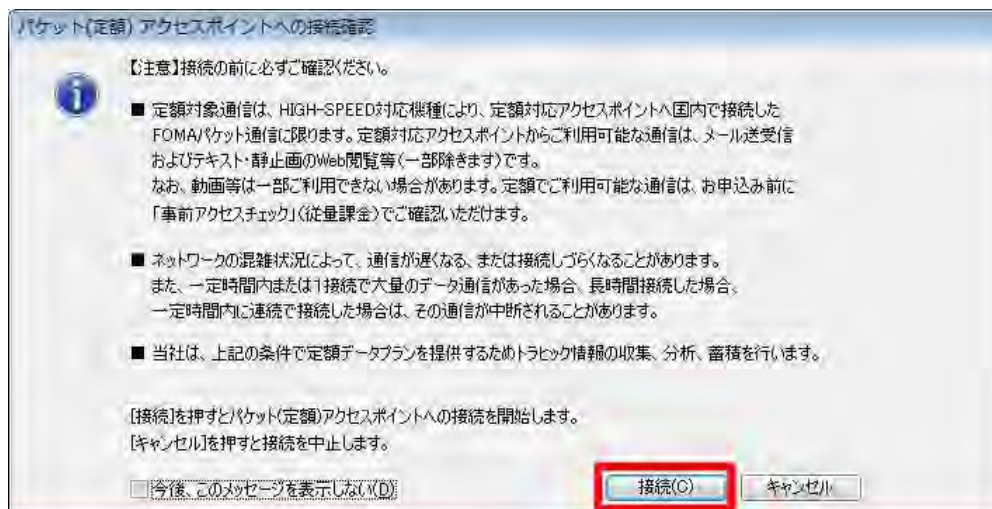 パケット(定額) アクセスポイントへの接続確認
【注意】接続の前に必ずご確認ください。
■ 定額対象通信は、HIGH-SPEED対応機種により、定額対応アクセスポイントへ国内で接続した
FOMAパケット通信に限ります。定額対応アクセスポイントからご利用可能な通信は、メール送受信
およびテキスト・静止画のWeb閲覧等(一部除きます)です。
なお、動画等は一部ご利用できない場合があります。定額でご利用可能な通信は、お申込み前に
「事前アクセスチェック」(従量課金)でご確認いただけます。
■ ネットワークの混雑状況によって、通信が遅くなる、または接続しづらくなることがあります。
また、一定時間内または1接続で大量のデータ通信があった場合、長時間接続した場合、
一定時間内に連続で接続した場合は、その通信が中断されることがあります。
■ 当社は、上記の条件で定額データプランを提供するためトラヒック情報の収集、分析、蓄積を行います。
[接続]を押すとパケット(定額)アクセスポイントへの接続を開始します。
[キャンセル]を押すと接続を中止します。
今後、このメッセージを表示しない(D) 接続(C) キャンセル